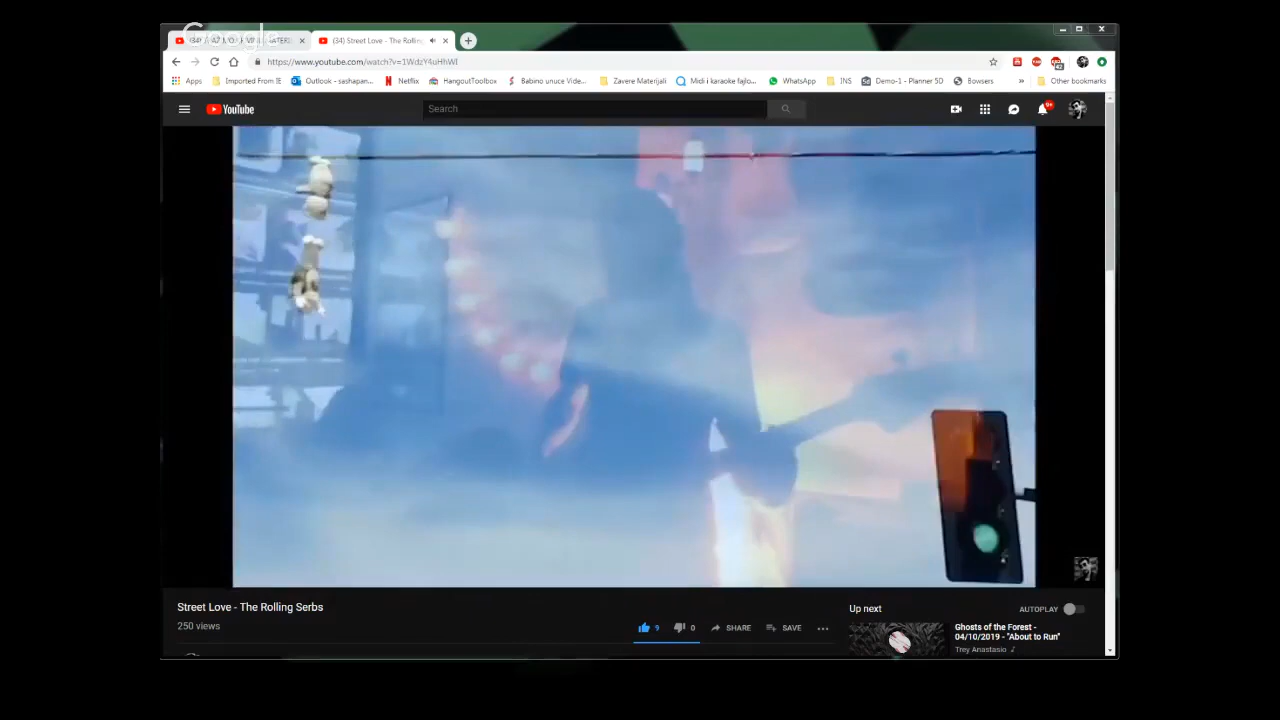 Google
(34) Street Love - The Rolling
https://www.youtube.com/watch?v=1WdzY4uHhWI
Apps Imported From IE Outlook - sashapan... Netflix HangoutToolbox Babino unuce Vide... Zavere Materijali Midi i karaoke fajlo... WhatsApp INS Demo-1 - Planner 5D Bowsers » Other bookmarks
YouTube Search 9+
Street Love - The Rolling Serbs
250 views
9 0 SHARE SAVE
Up next AUTOPLAY
Ghosts of the Forest -
04/10/2019 - "About to Run"
Trey Anastasio